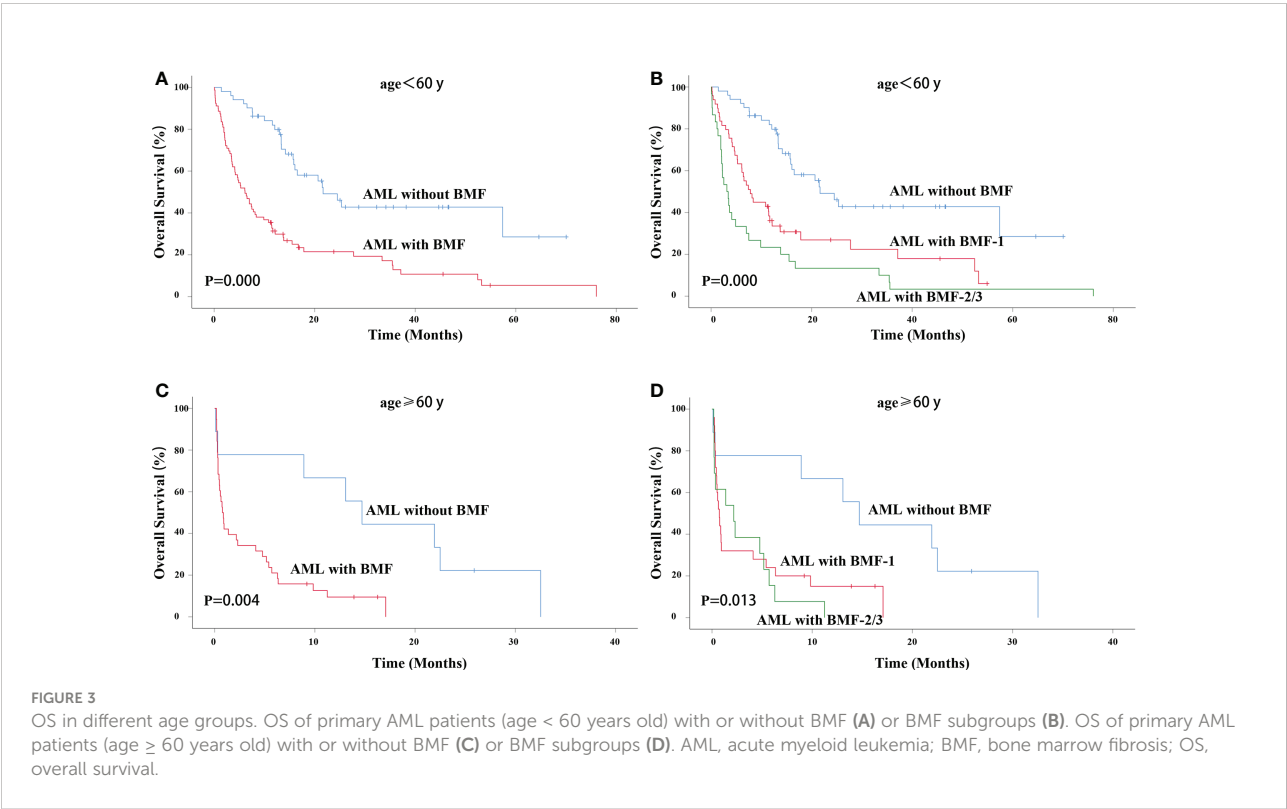 A
age<60 y
Overall Survival (%)
100
80
60
40
20
0
AML without BMF
AML with BMF
P=0.000
0 20 40 60 80
Time (Months)
B
age<60 y
Overall Survival (%)
100
80
60
40
20
0
AML without BMF
AML with BMF-1
P=0.000
AML with BMF-2/3
0 20 40 60 80
Time (Months)
C
age≥60 y
Overall Survival (%)
100
80
60
40
20
0
AML without BMF
AML with BMF
P=0.004
0 10 20 30 40
Time (Months)
D
age≥60 y
Overall Survival (%)
100
80
60
40
20
0
AML without BMF
AML with BMF-1
P=0.013
AML with BMF-2/3
0 10 20 30 40
Time (Months)
FIGURE 3
OS in different age groups. OS of primary AML patients (age < 60 years old) with or without BMF (A) or BMF subgroups (B). OS of primary AML
patients (age ≥ 60 years old) with or without BMF (C) or BMF subgroups (D). AML, acute myeloid leukemia; BMF, bone marrow fibrosis; OS,
overall survival.